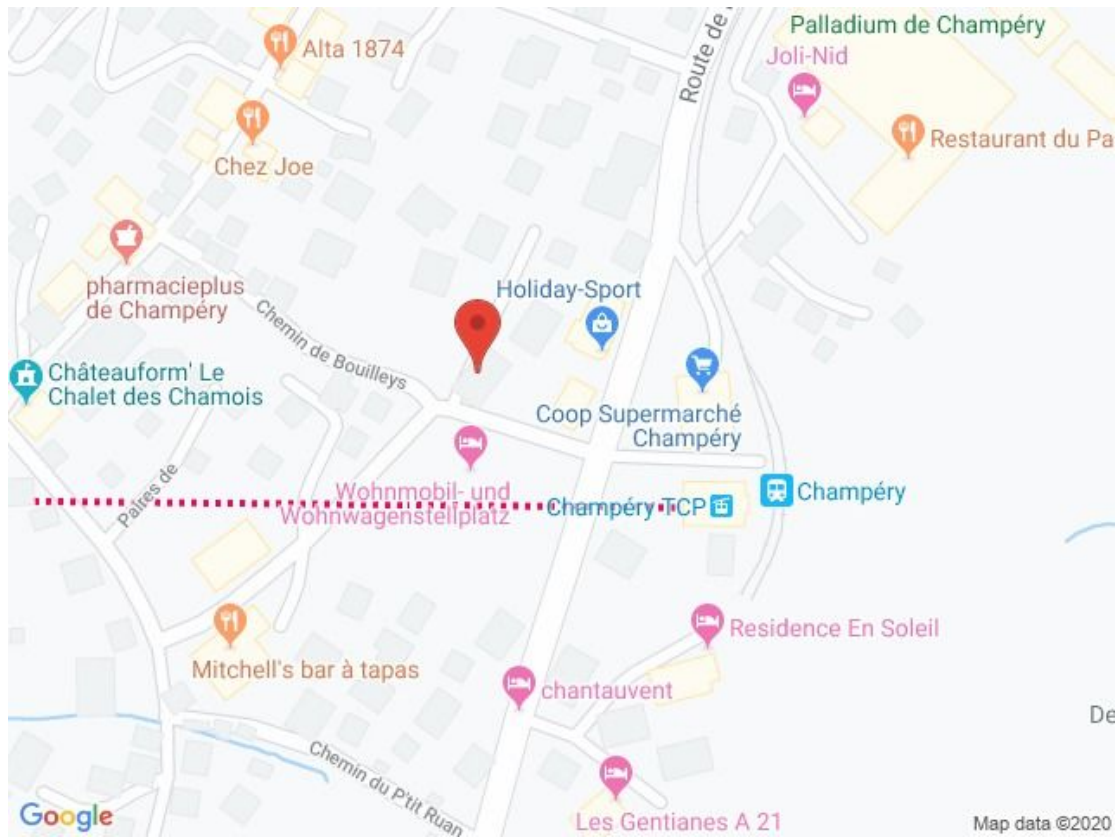 Palladium de Champéry
Alta 1874
Joli-Nid
Route de
Restaurant du Pa
Chez Joe
pharmacieplus
de Champéry
Holiday-Sport
Chemin de Bouilleys
Châteauform' Le
Chalet des Chamois
Coop Supermarché
Champéry
Palres de
Wohnmobil- und
Wohnwagenstellplatz
Champéry TCP
Champéry
Residence En Soleil
Mitchell's bar à tapas
chantauvent
De
Chemin du P'tit Ruan
Les Gentianes A 21
Google
Map data ©2020